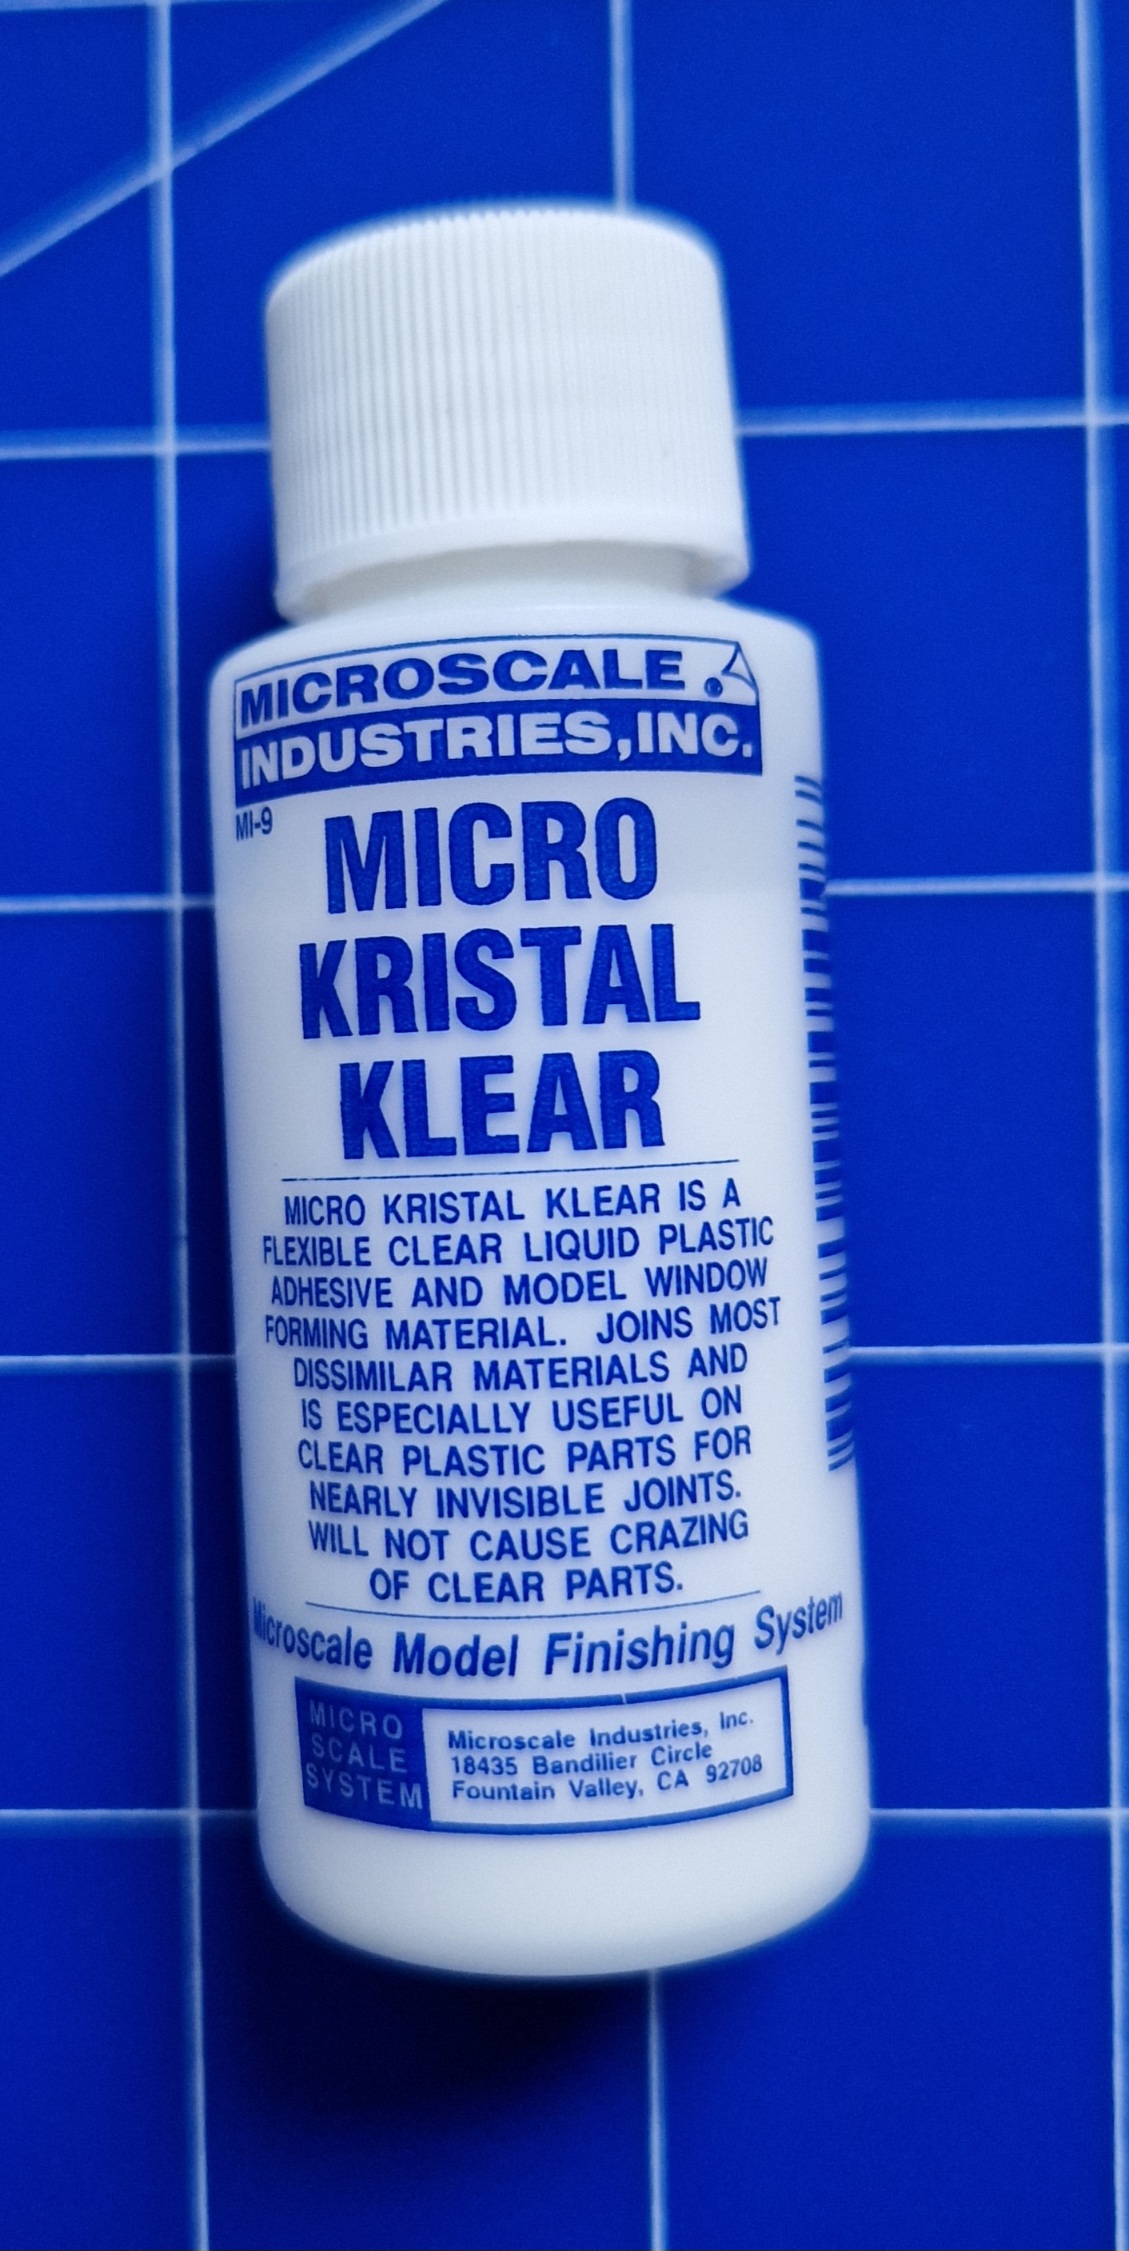 MICROSCALE ®
INDUSTRIES, INC.
MI-9
MICRO
KRISTAL
KLEAR
MICRO KRISTAL KLEAR IS A
FLEXIBLE CLEAR LIQUID PLASTIC
ADHESIVE AND MODEL WINDOW
FORMING MATERIAL. JOINS MOST
DISSIMILAR MATERIALS AND
IS ESPECIALLY USEFUL ON
CLEAR PLASTIC PARTS FOR
NEARLY INVISIBLE JOINTS.
WILL NOT CAUSE CRAZING
OF CLEAR PARTS.
Microscale Model Finishing System
MICRO
SCALE
SYSTEM
Microscale Industries, Inc.
18435 Bandilier Circle
Fountain Valley, CA 92708